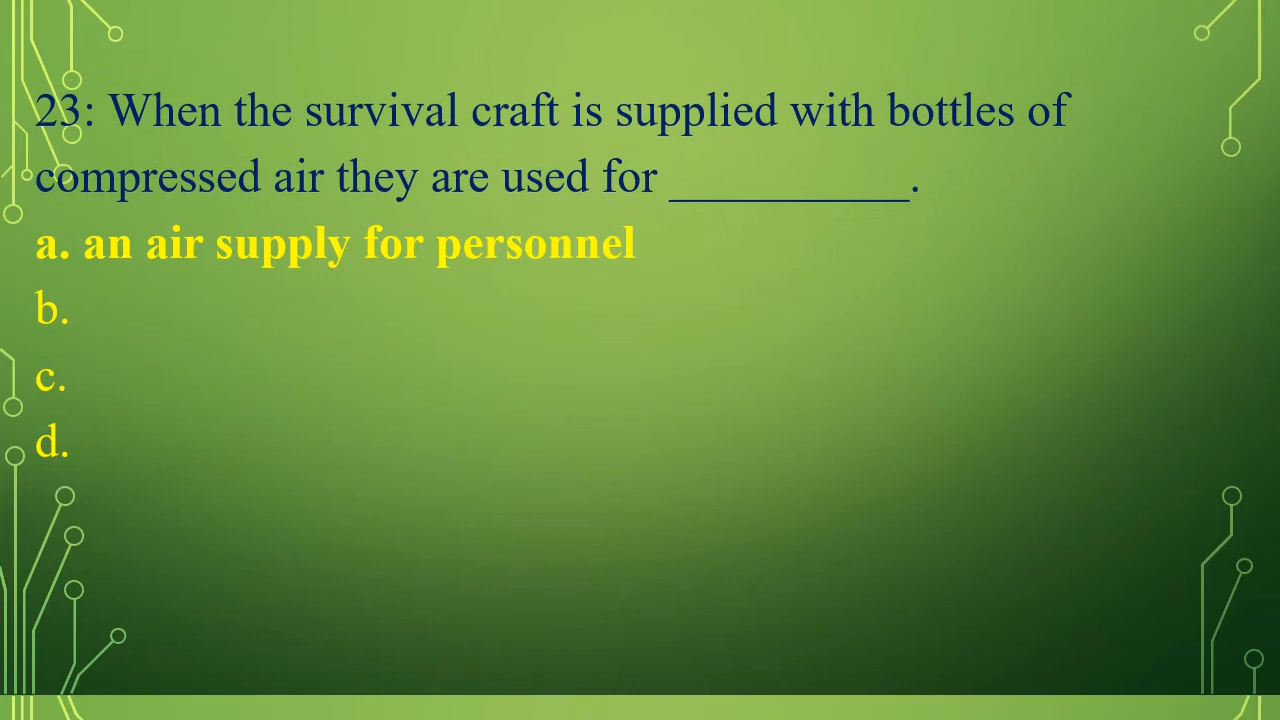 23: When the survival craft is supplied with bottles of
compressed air they are used for __________.
a. an air supply for personnel
b.
c.
d.